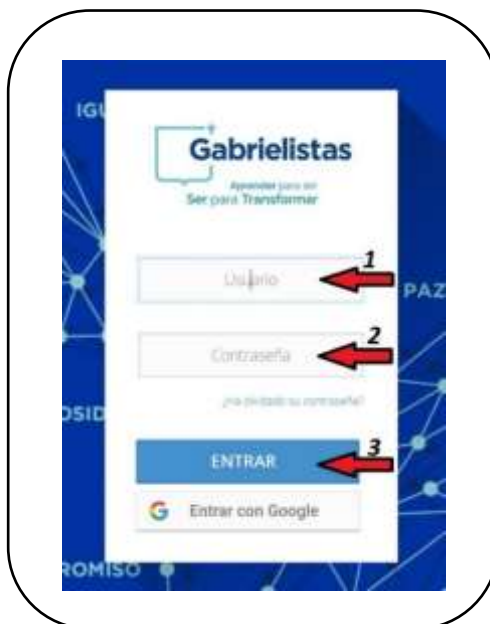 IGU
Gabrielistas
Aprender para ser
Ser para Transformar
1
Usuario
PAZ
2
Contraseña
¿Ha olvidado su contraseña?
OSID
3
ENTRAR
Entrar con Google
ROMISO